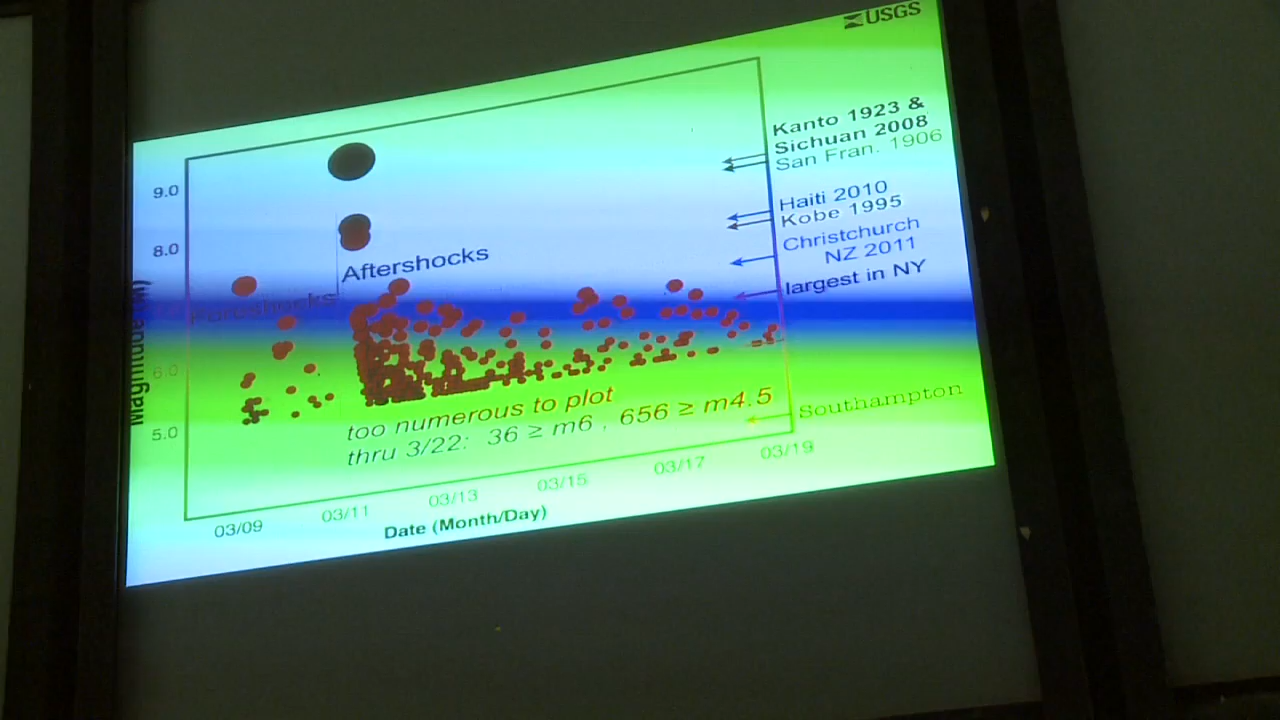 USGS
Kanto 1923 &
Sichuan 2008
San Fran. 1906
9.0
Haiti 2010
Kobe 1995
8.0
Christchurch
NZ 2011
Aftershocks
largest in NY
Foreshocks
Magnitude
6.0
5.0
too numerous to plot
thru 3/22: 36 ≥ m6 , 656 ≥ m4.5
Southampton
03/09
03/11
03/13
03/15
03/17
03/19
Date (Month/Day)